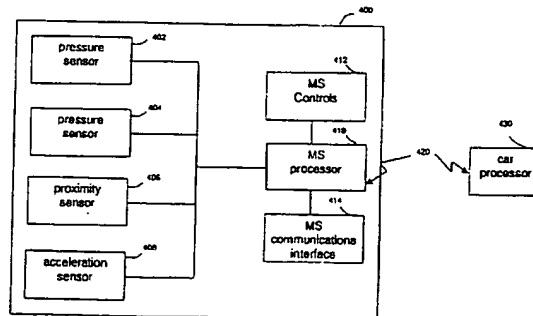 400
402
pressure
sensor
404
pressure
sensor
406
proximity
sensor
408
acceleration
sensor
412
MS
Controls
410
MS
processor
414
MS
communications
interface
420
430
car
processor